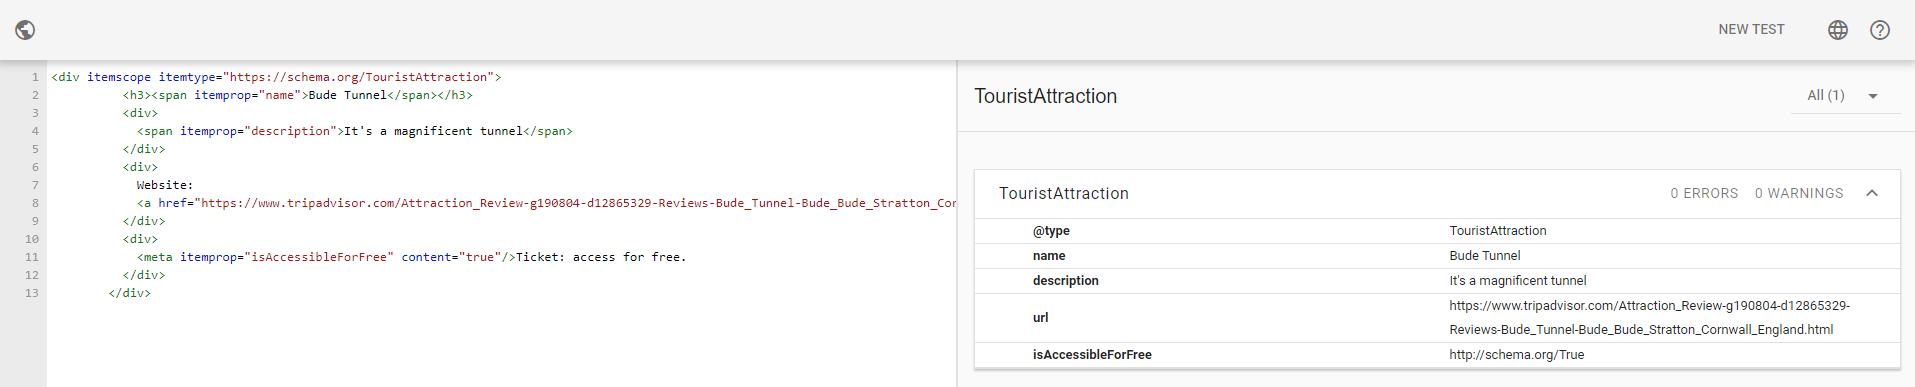 NEW TEST
1 <div itemscope itemtype="https://schema.org/TouristAttraction">
2 <h3><span itemprop="name">Bude Tunnel</span></h3>
3 <div>
4 <span itemprop="description">It's a magnificent tunnel</span>
5 </div>
6 <div>
7 Website:
8 <a href="https://www.tripadvisor.com/Attraction_Review-g190804-d12865329-Reviews-Bude_Tunnel-Bude_Bude_Stratton_Cor
9 </div>
10 <div>
11 <meta itemprop="isAccessibleForFree" content="true"/>Ticket: access for free.
12 </div>
13 </div>
TouristAttraction All (1)
TouristAttraction 0 ERRORS 0 WARNINGS
@type TouristAttraction
name Bude Tunnel
description It's a magnificent tunnel
url https://www.tripadvisor.com/Attraction_Review-g190804-d12865329-
Reviews-Bude_Tunnel-Bude_Bude_Stratton_Cornwall_England.html
isAccessibleForFree http://schema.org/True